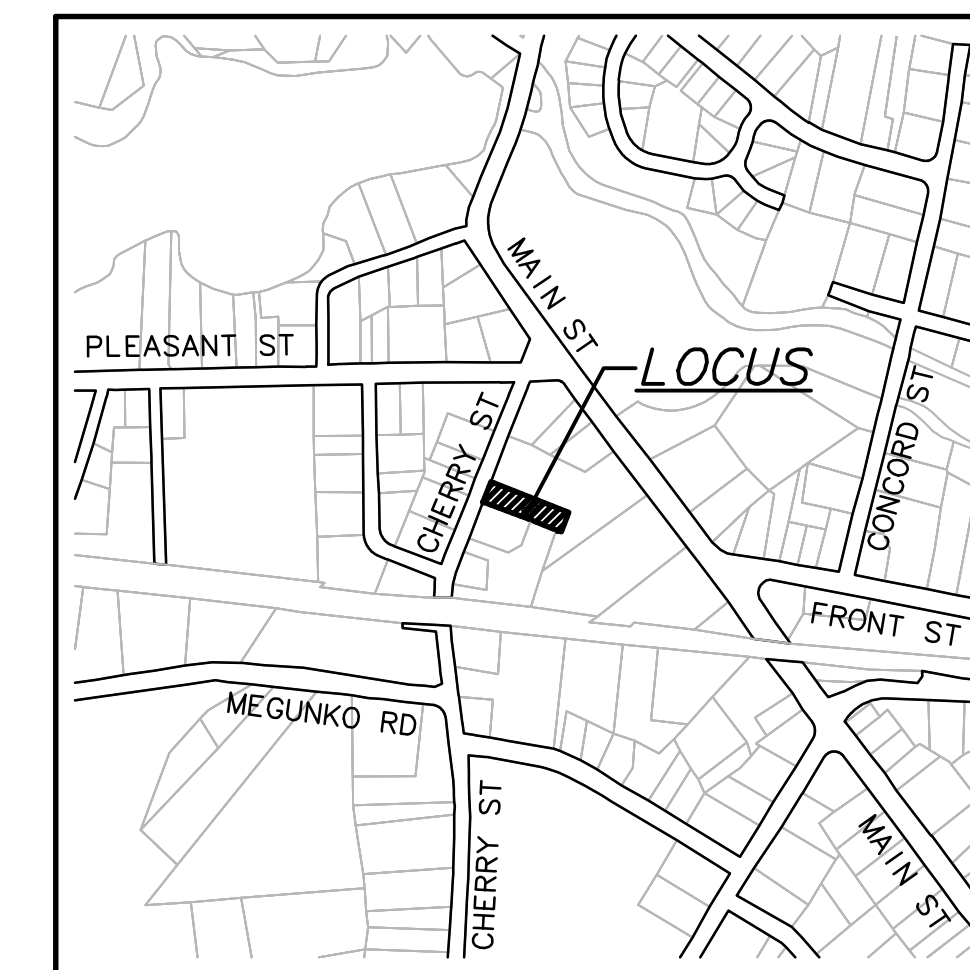 MAIN ST
PLEASANT ST
LOCUS
CHERRY ST
CONCORD ST
FRONT ST
MEGUNKO RD
CHERRY ST
MAIN ST